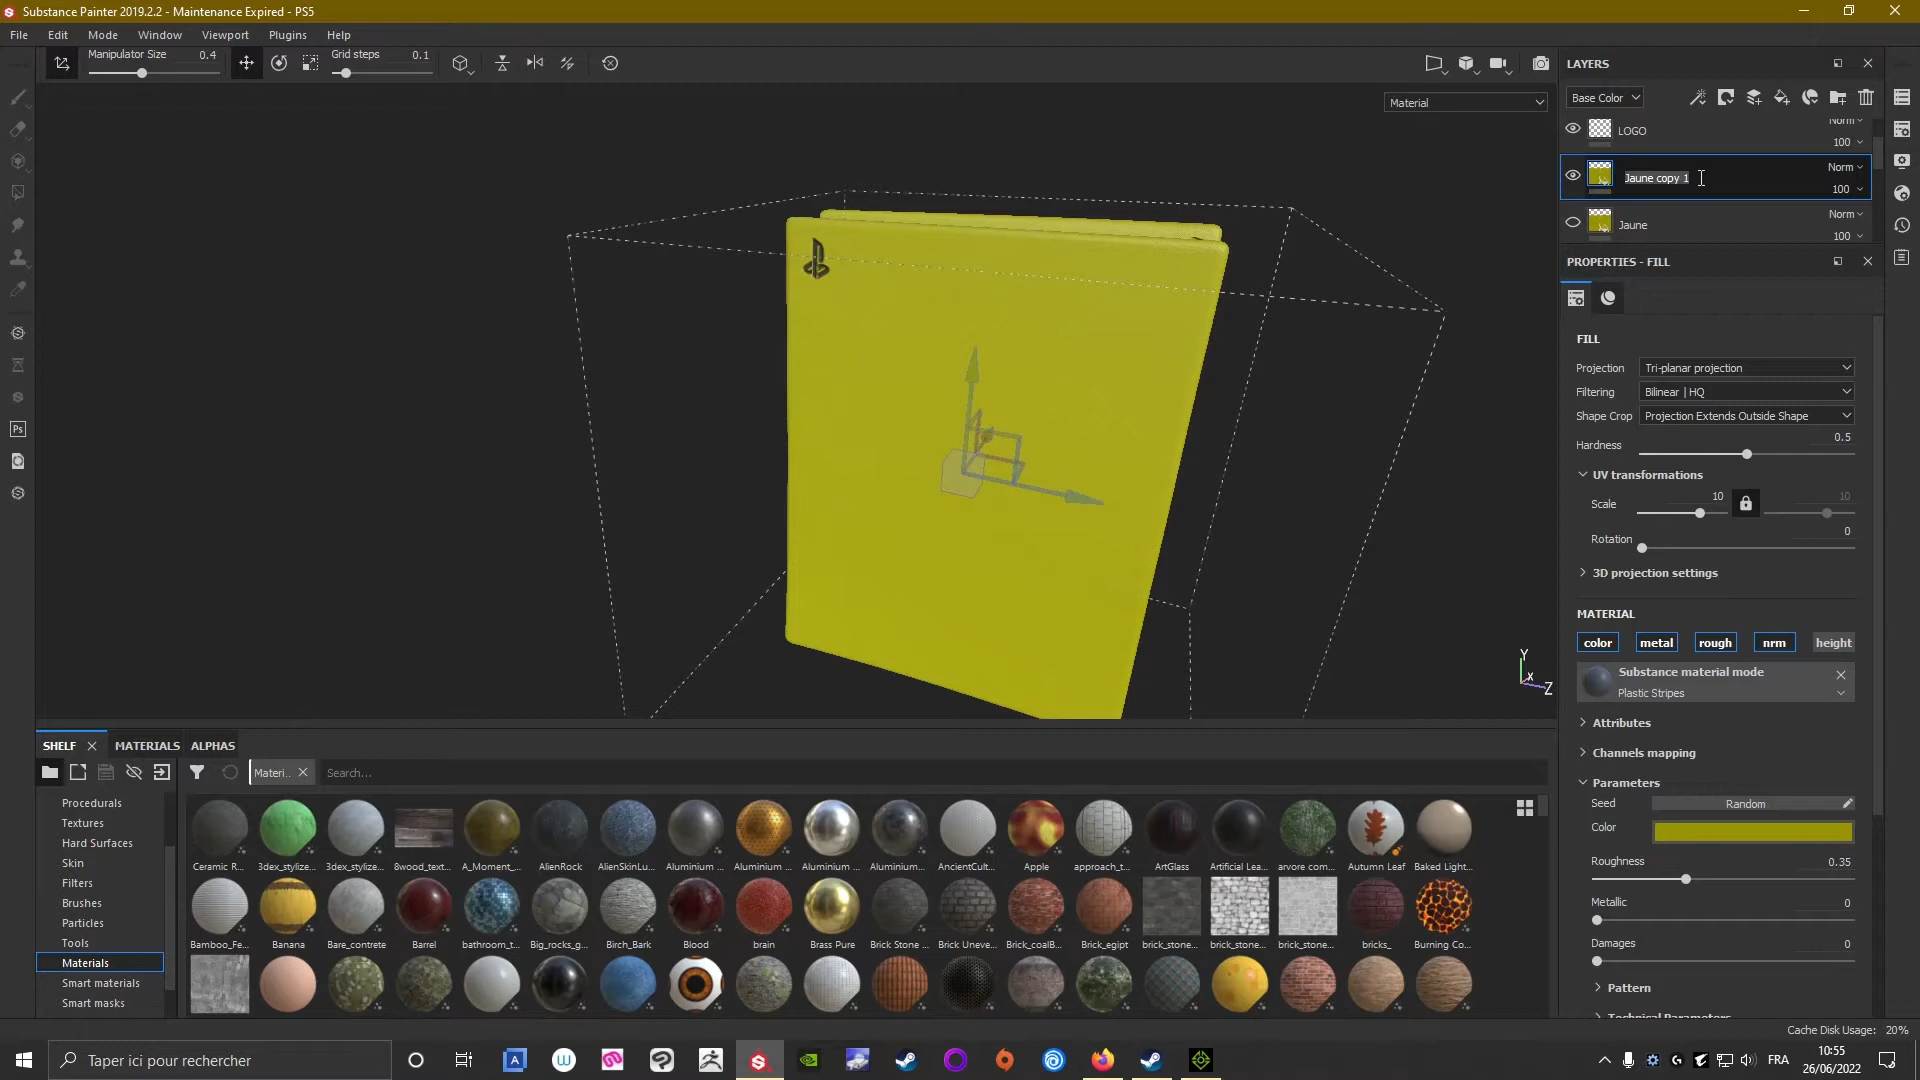 Substance Painter 2019.2.2 - Maintenance Expired - PS5
File Edit Mode Window Viewport Plugins Help
Manipulator Size 0.4
Grid steps 0.1
Material
LAYERS
Base Color
LOGO
Norm
100
Jaune copy 1
Norm
100
Jaune
Norm
100
PROPERTIES - FILL
FILL
Projection Tri-planar projection
Filtering Bilinear | HQ
Shape Crop Projection Extends Outside Shape
Hardness 0.5
UV transformations
Scale 10 10
Rotation 0
3D projection settings
MATERIAL
color metal rough nrm height
Substance material mode
Plastic Stripes
Attributes
Channels mapping
Parameters
Seed Random
Color
Roughness 0.35
Metallic 0
Damages 0
Pattern
Technical Parameters
Y
X
Z
SHELF MATERIALS ALPHAS
Materi.. Search...
Procedurals
Textures
Hard Surfaces
Skin
Filters
Brushes
Particles
Tools
Materials
Smart materials
Smart masks
Ceramic R... 3dex_stylize... 3dex_stylize... 8wood_text... A_Moment_... AlienRock AlienSkinLu... Aluminium ... Aluminium ... Aluminium ... Aluminium... AncientCult... Apple approach_t... ArtGlass Artificial Lea... arvore com... Autumn Leaf Baked Light...
Bamboo_Fe... Banana Bare_contrete Barrel bathroom_t... Big_rocks_g... Birch_Bark Blood brain Brass Pure Brick Stone ... Brick Uneve... Brick_coalB... Brick_egipt brick_stone... brick_stone... brick_stone... bricks_ Burning Co...
Cache Disk Usage: 20%
Ps
Taper ici pour rechercher
FRA
10:55
26/06/2022